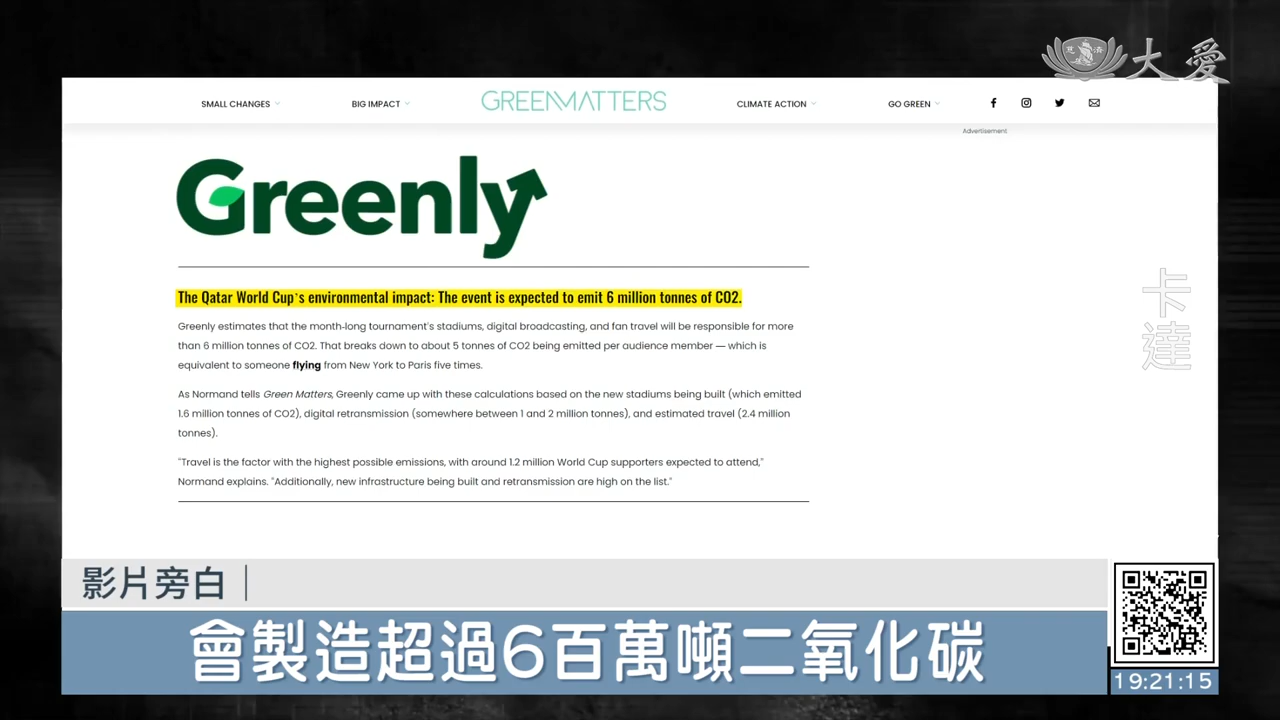 慈濟
大愛
SMALL CHANGES
BIG IMPACT
GREENMATTERS
CLIMATE ACTION
GO GREEN
Advertisement
Greenly
The Qatar World Cup's environmental impact: The event is expected to emit 6 million tonnes of CO2.
Greenly estimates that the month-long tournament's stadiums, digital broadcasting, and fan travel will be responsible for more
than 6 million tonnes of CO2. That breaks down to about 5 tonnes of CO2 being emitted per audience member — which is
equivalent to someone flying from New York to Paris five times.
As Normand tells Green Matters, Greenly came up with these calculations based on the new stadiums being built (which emitted
1.6 million tonnes of CO2), digital retransmission (somewhere between 1 and 2 million tonnes), and estimated travel (2.4 million
tonnes).
"Travel is the factor with the highest possible emissions, with around 1.2 million World Cup supporters expected to attend,"
Normand explains. "Additionally, new infrastructure being built and retransmission are high on the list."
卡達
影片旁白
會製造超過6百萬噸二氧化碳
19:21:15